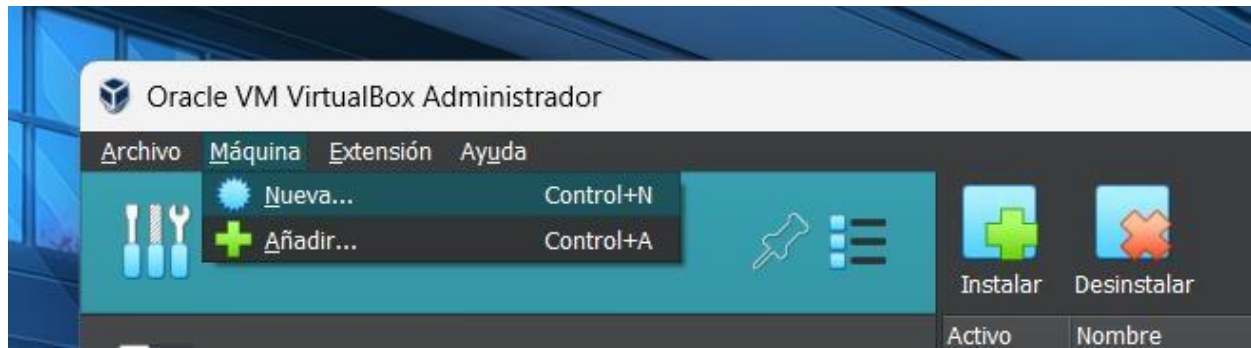 Oracle VM VirtualBox Administrador
Archivo Máquina Extensión Ayuda
Nueva... Control+N
Añadir... Control+A
Instalar Desinstalar
Activo Nombre